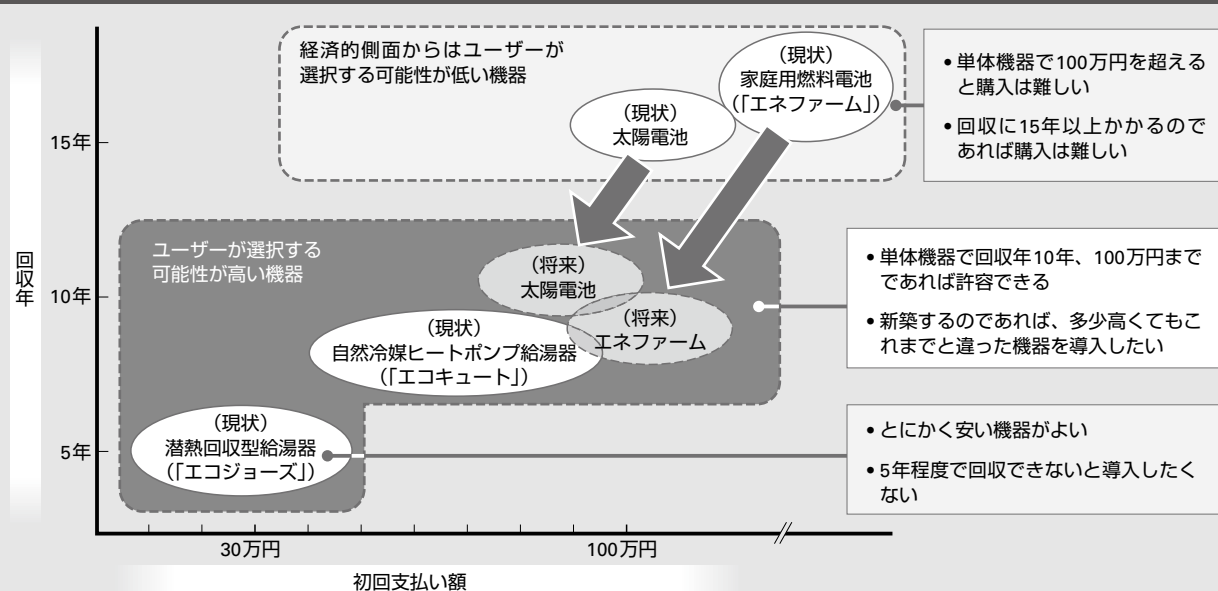 経済的側面からはユーザーが
選択する可能性が低い機器
（現状）
家庭用燃料電池
（「エネファーム」）
（現状）
太陽電池
• 単体機器で100万円を超える
と購入は難しい
• 回収に15年以上かかるので
あれば購入は難しい
15年
回収年
ユーザーが選択する
可能性が高い機器
（将来）
太陽電池
（将来）
エネファーム
• 単体機器で回収年10年、100万円まで
であれば許容できる
• 新築するのであれば、多少高くてもこ
れまでと違った機器を導入したい
10年
（現状）
自然冷媒ヒートポンプ給湯器
（「エコキュート」）
（現状）
潜熱回収型給湯器
（「エコジョーズ」）
• とにかく安い機器がよい
• 5年程度で回収できないと導入したく
ない
5年
30万円
100万円
初回支払い額